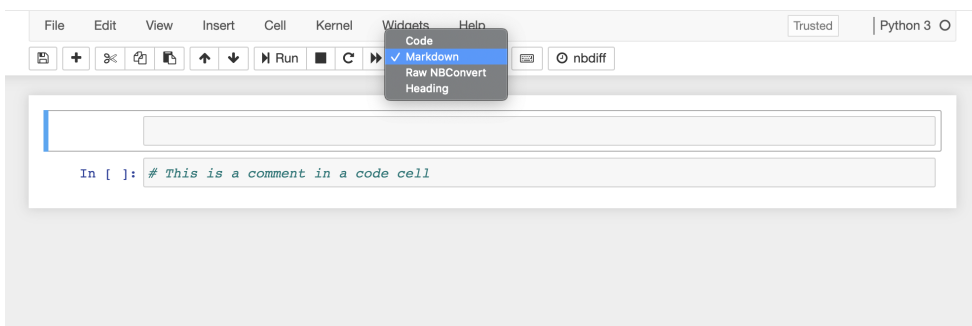 File Edit View Insert Cell Kernel Widgets Help Trusted Python 3
Run nbdiff
Code
✓ Markdown
Raw NBConvert
Heading
In [ ]: # This is a comment in a code cell